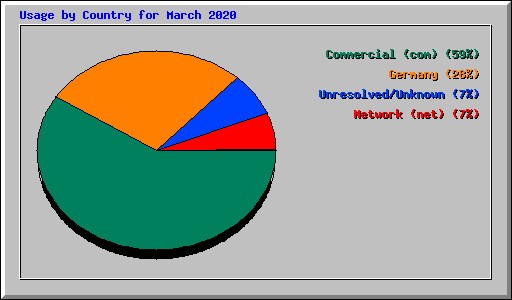 Usage by Country for March 2020
Commercial (com) (59%)
Germany (28%)
Unresolved/Unknown (7%)
Network (net) (7%)